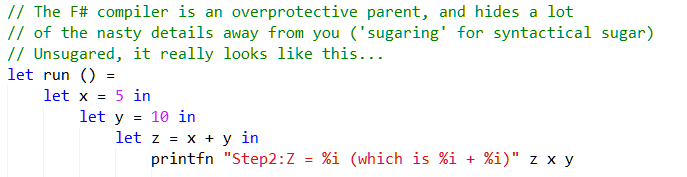 // The F# compiler is an overprotective parent, and hides a lot
// of the nasty details away from you ('sugaring' for syntactical sugar)
// Unsugared, it really looks like this...
let run () =
    let x = 5 in
        let y = 10 in
            let z = x + y in
                printfn "Step2:Z = %i (which is %i + %i)" z x y